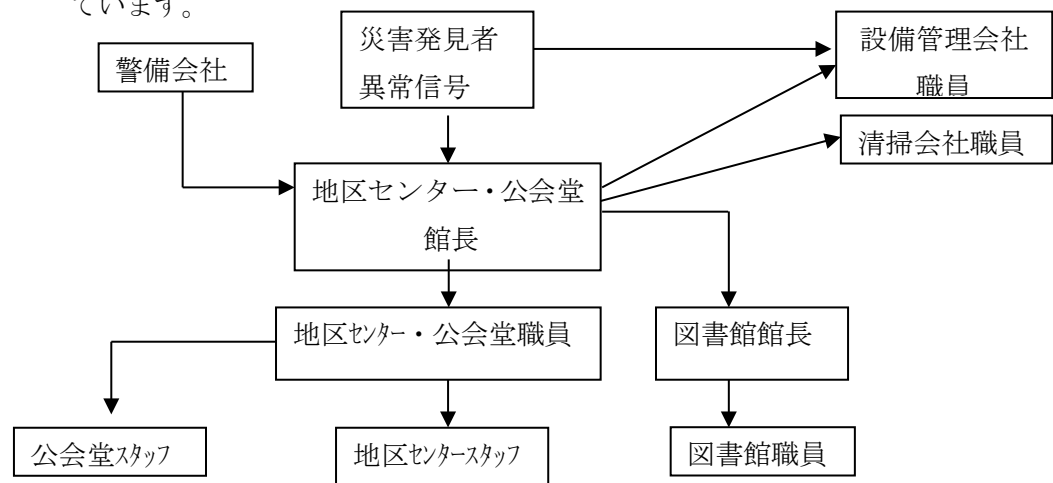 ています。
警備会社
災害発見者
異常信号
設備管理会社
職員
清掃会社職員
地区センター・公会堂
館長
地区ｾﾝﾀｰ・公会堂職員
図書館館長
公会堂ｽﾀｯﾌ
地区ｾﾝﾀｰｽﾀｯﾌ
図書館職員